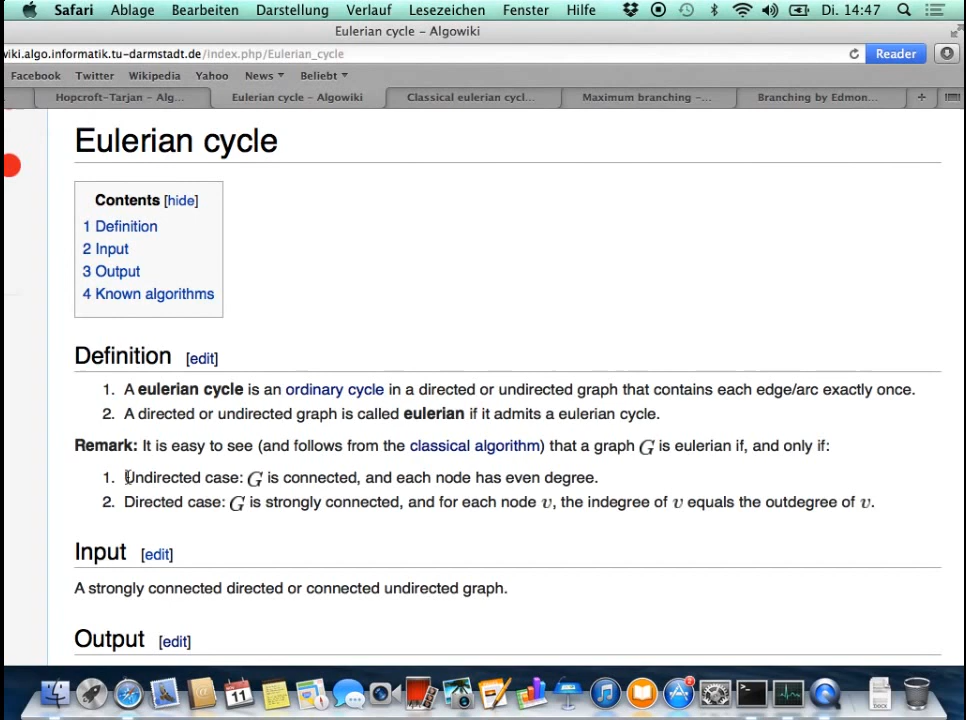 Safari Ablage Bearbeiten Darstellung Verlauf Lesezeichen Fenster Hilfe Di. 14:47
Eulerian cycle – Algowiki
wiki.algo.informatik.tu-darmstadt.de/index.php/Eulerian_cycle Reader
Facebook Twitter Wikipedia Yahoo News ▾ Beliebt ▾
Hopcroft-Tarjan – Alg... Eulerian cycle – Algowiki Classical eulerian cycl... Maximum branching –... Branching by Edmon... +
Eulerian cycle
Contents [hide]
1 Definition
2 Input
3 Output
4 Known algorithms
Definition [edit]
1. A eulerian cycle is an ordinary cycle in a directed or undirected graph that contains each edge/arc exactly once.
2. A directed or undirected graph is called eulerian if it admits a eulerian cycle.
Remark: It is easy to see (and follows from the classical algorithm) that a graph G is eulerian if, and only if:
1. Undirected case: G is connected, and each node has even degree.
2. Directed case: G is strongly connected, and for each node v, the indegree of v equals the outdegree of v.
Input [edit]
A strongly connected directed or connected undirected graph.
Output [edit]
11
2